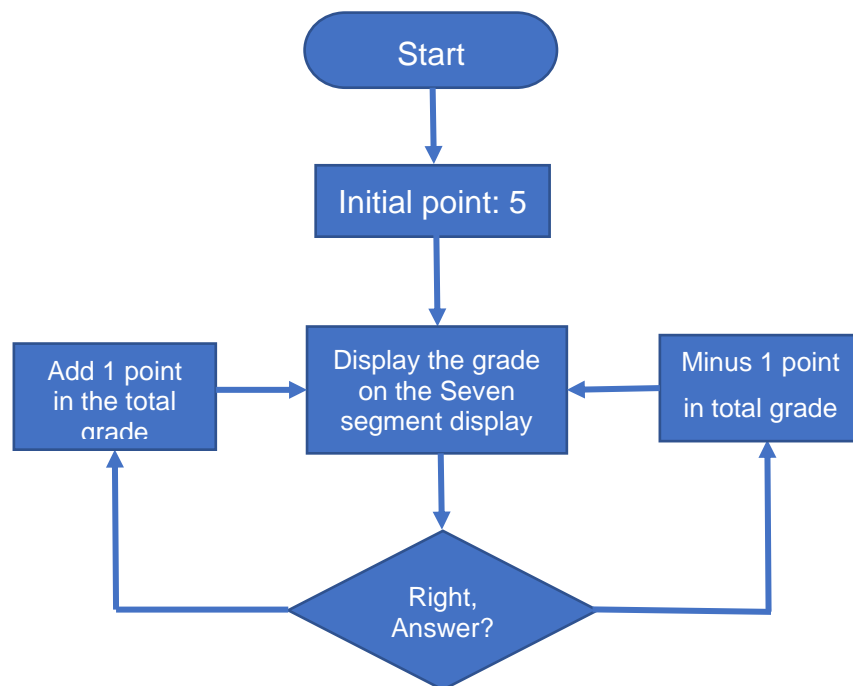 Start
Initial point: 5
Add 1 point
in the total
grade
Display the grade
on the Seven
segment display
Minus 1 point
in total grade
Right,
Answer?